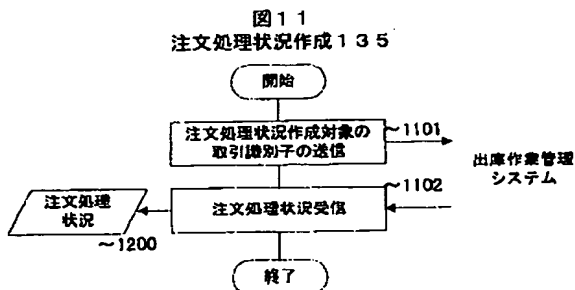 図11
注文処理状況作成135
開始
注文処理状況作成対象の
取引識別子の送信
～1101
出庫作業管理
システム
～1102
注文処理状況受信
注文処理
状況
～1200
終了